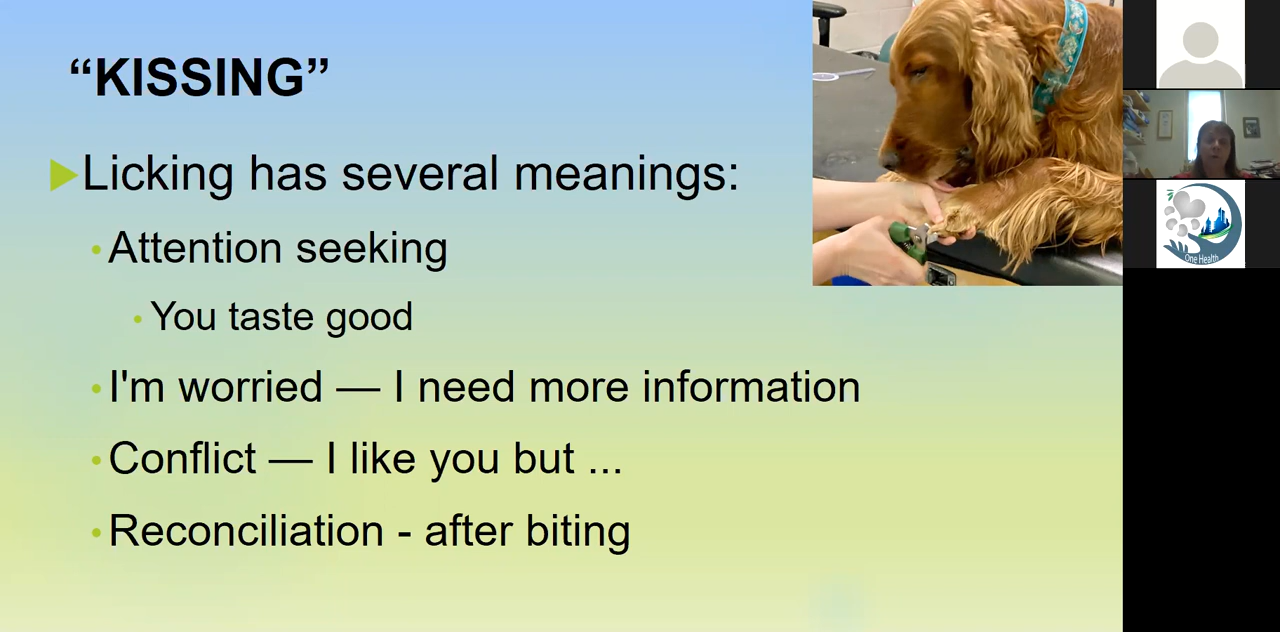 “KISSING”
Licking has several meanings:
Attention seeking
You taste good
I'm worried — I need more information
Conflict — I like you but ...
Reconciliation - after biting
One Health